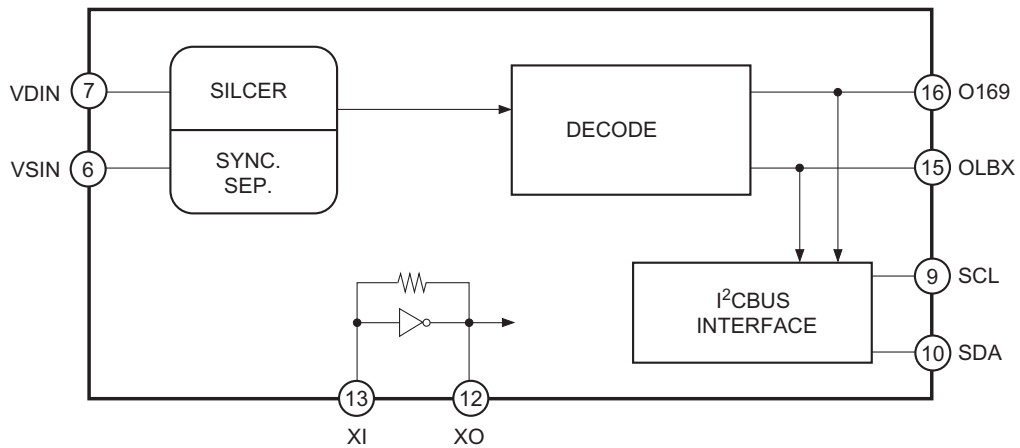 VDIN
7
SILCER
VSIN
6
SYNC.
SEP.
DECODE
16
O169
15
OLBX
I²CBUS
INTERFACE
9
SCL
10
SDA
13
XI
12
XO